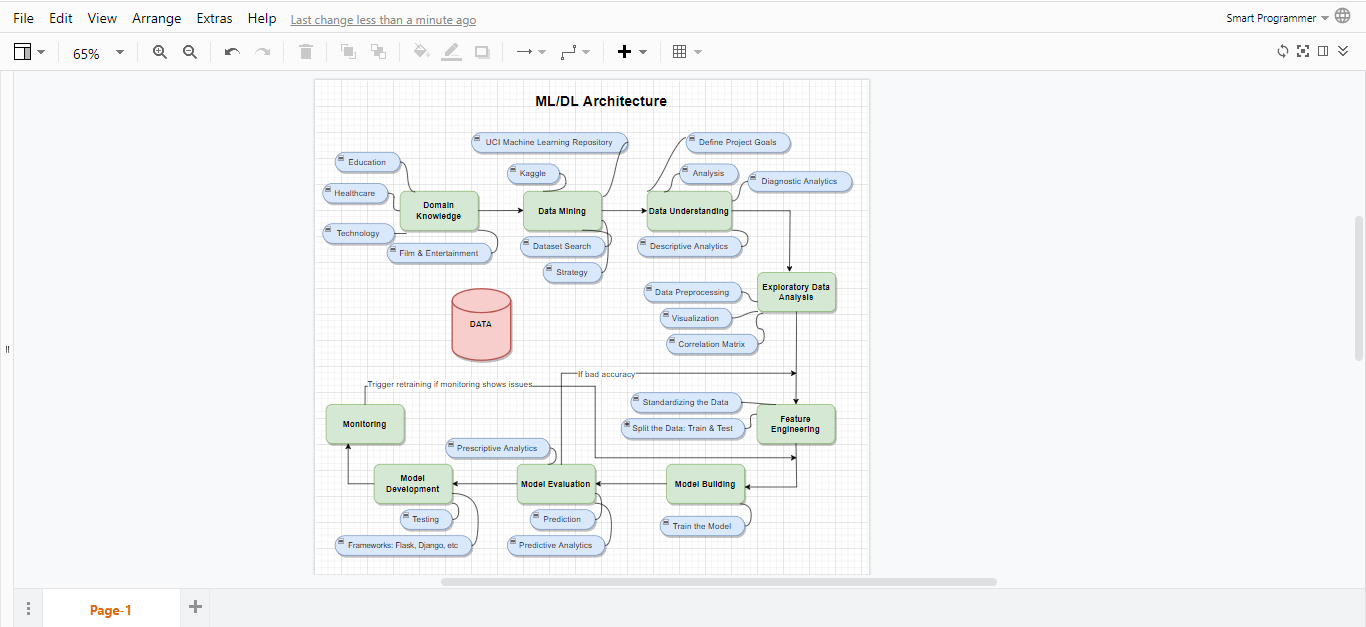 File Edit View Arrange Extras Help Last change less than a minute ago
Smart Programmer
65%
ML/DL Architecture
UCI Machine Learning Repository
Define Project Goals
Education
Kaggle
Analysis
Diagnostic Analytics
Healthcare
Domain
Knowledge
Data Mining
Data Understanding
Technology
Film & Entertainment
Dataset Search
Descriptive Analytics
Strategy
Data Preprocessing
Exploratory Data
Analysis
Visualization
DATA
Correlation Matrix
If bad accuracy
Trigger retraining if monitoring shows issues
Standardizing the Data
Monitoring
Split the Data: Train & Test
Feature
Engineering
Prescriptive Analytics
Model
Development
Model Evaluation
Model Building
Testing
Prediction
Train the Model
Frameworks: Flask, Django, etc
Predictive Analytics
Page-1